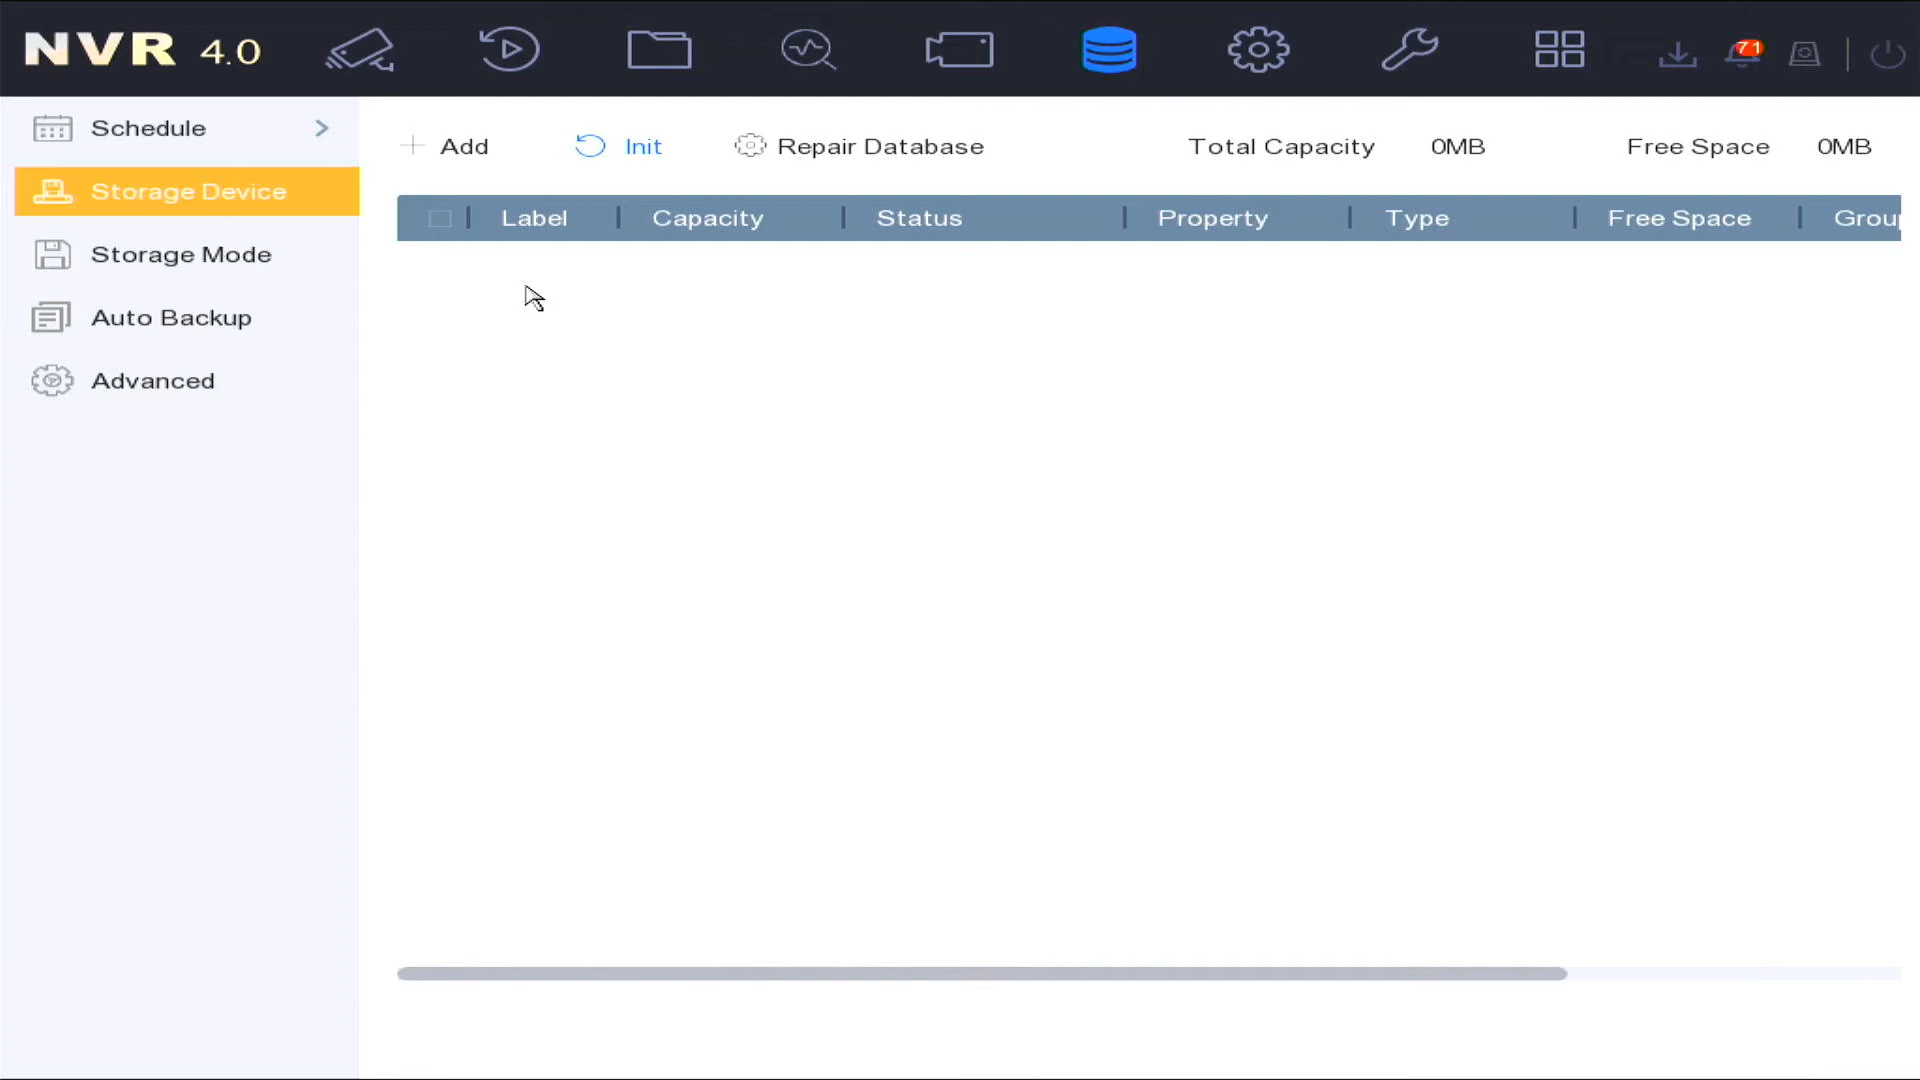 NVR 4.0
71
Schedule
Storage Device
Storage Mode
Auto Backup
Advanced
Add Init Repair Database Total Capacity 0MB Free Space 0MB
Label Capacity Status Property Type Free Space Grou